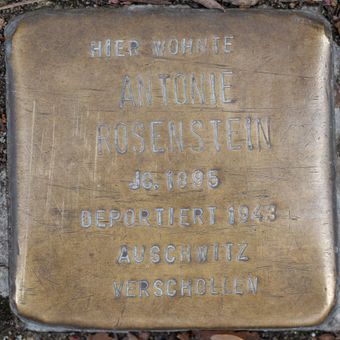 HIER WOHNTE
ANTONIE
ROSENSTEIN
JG. 1895
DEPORTIERT 1943
AUSCHWITZ
VERSCHOLLEN